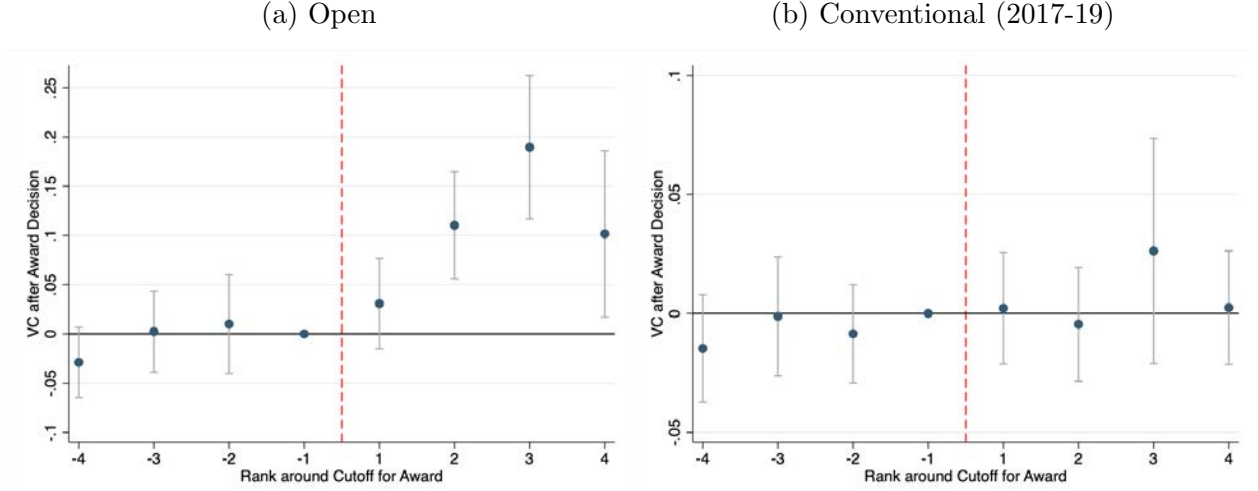 (a) Open
(b) Conventional (2017-19)
VC after Award Decision
.25
.2
.15
.1
.05
0
-.05
-.1
-4 -3 -2 -1 1 2 3 4
Rank around Cutoff for Award
VC after Award Decision
.1
.05
0
-.05
-4 -3 -2 -1 1 2 3 4
Rank around Cutoff for Award